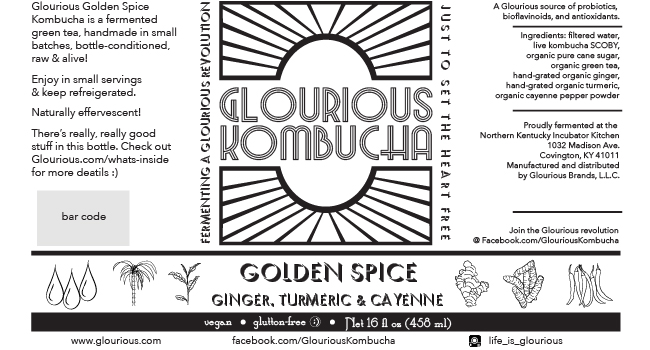 Glourious Golden Spice
Kombucha is a fermented
green tea, handmade in small
batches, bottle-conditioned,
raw & alive!
Enjoy in small servings
& keep refreigerated.
Naturally effervescent!
There's really, really good
stuff in this bottle. Check out
Glourious.com/whats-inside
for more deatils :)
bar code
FERMENTING A GLOURIOUS REVOLUTION
GLOURIOUS
KOMBUCHA
JUST TO SET THE HEART FREE
A Glourious source of probiotics,
bioflavinoids, and antioxidants.
Ingredients: filtered water,
live kombucha SCOBY,
organic pure cane sugar,
organic green tea,
hand-grated organic ginger,
hand-grated organic turmeric,
organic cayenne pepper powder
Proudly fermented at the
Northern Kentucky Incubator Kitchen
1032 Madison Ave.
Covington, KY 41011
Manufactured and distributed
by Glourious Brands, L.L.C.
Join the Glourious revolution
@ Facebook.com/GlouriousKombucha
GOLDEN SPICE
GINGER, TURMERIC & CAYENNE
vegan • glutton-free :) • Net 16 fl oz (458 ml)
www.glourious.com
facebook.com/GlouriousKombucha
life_is_glourious